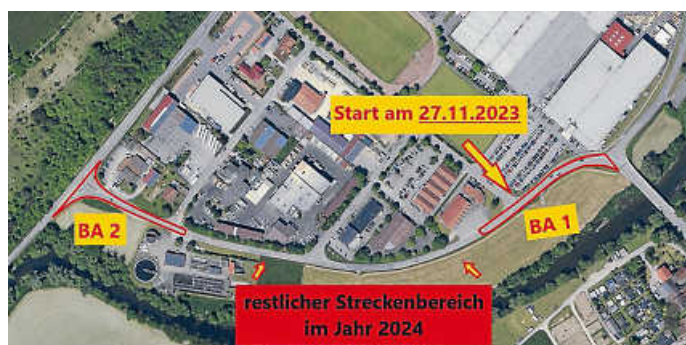 Start am 27.11.2023
BA 2
BA 1
restlicher Streckenbereich
im Jahr 2024